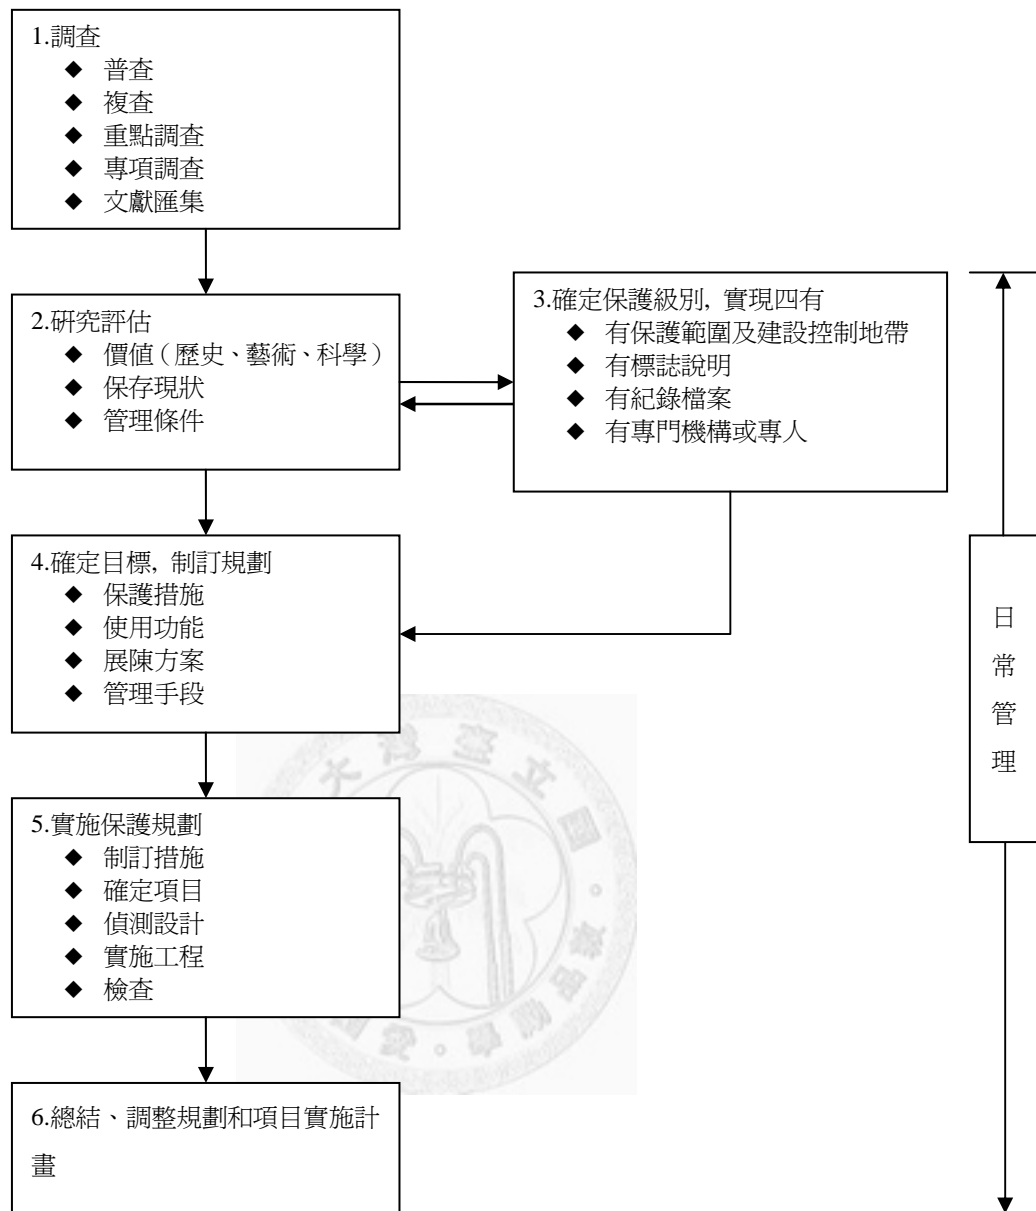 1.調查
◆ 普查
◆ 複查
◆ 重點調查
◆ 專項調查
◆ 文獻匯集
2.研究評估
◆ 價值（歷史、藝術、科學）
◆ 保存現狀
◆ 管理條件
3.確定保護級別, 實現四有
◆ 有保護範圍及建設控制地帶
◆ 有標誌說明
◆ 有紀錄檔案
◆ 有專門機構或專人
4.確定目標, 制訂規劃
◆ 保護措施
◆ 使用功能
◆ 展陳方案
◆ 管理手段
5.實施保護規劃
◆ 制訂措施
◆ 確定項目
◆ 偵測設計
◆ 實施工程
◆ 檢查
6.總結、調整規劃和項目實施計
畫
日
常
管
理